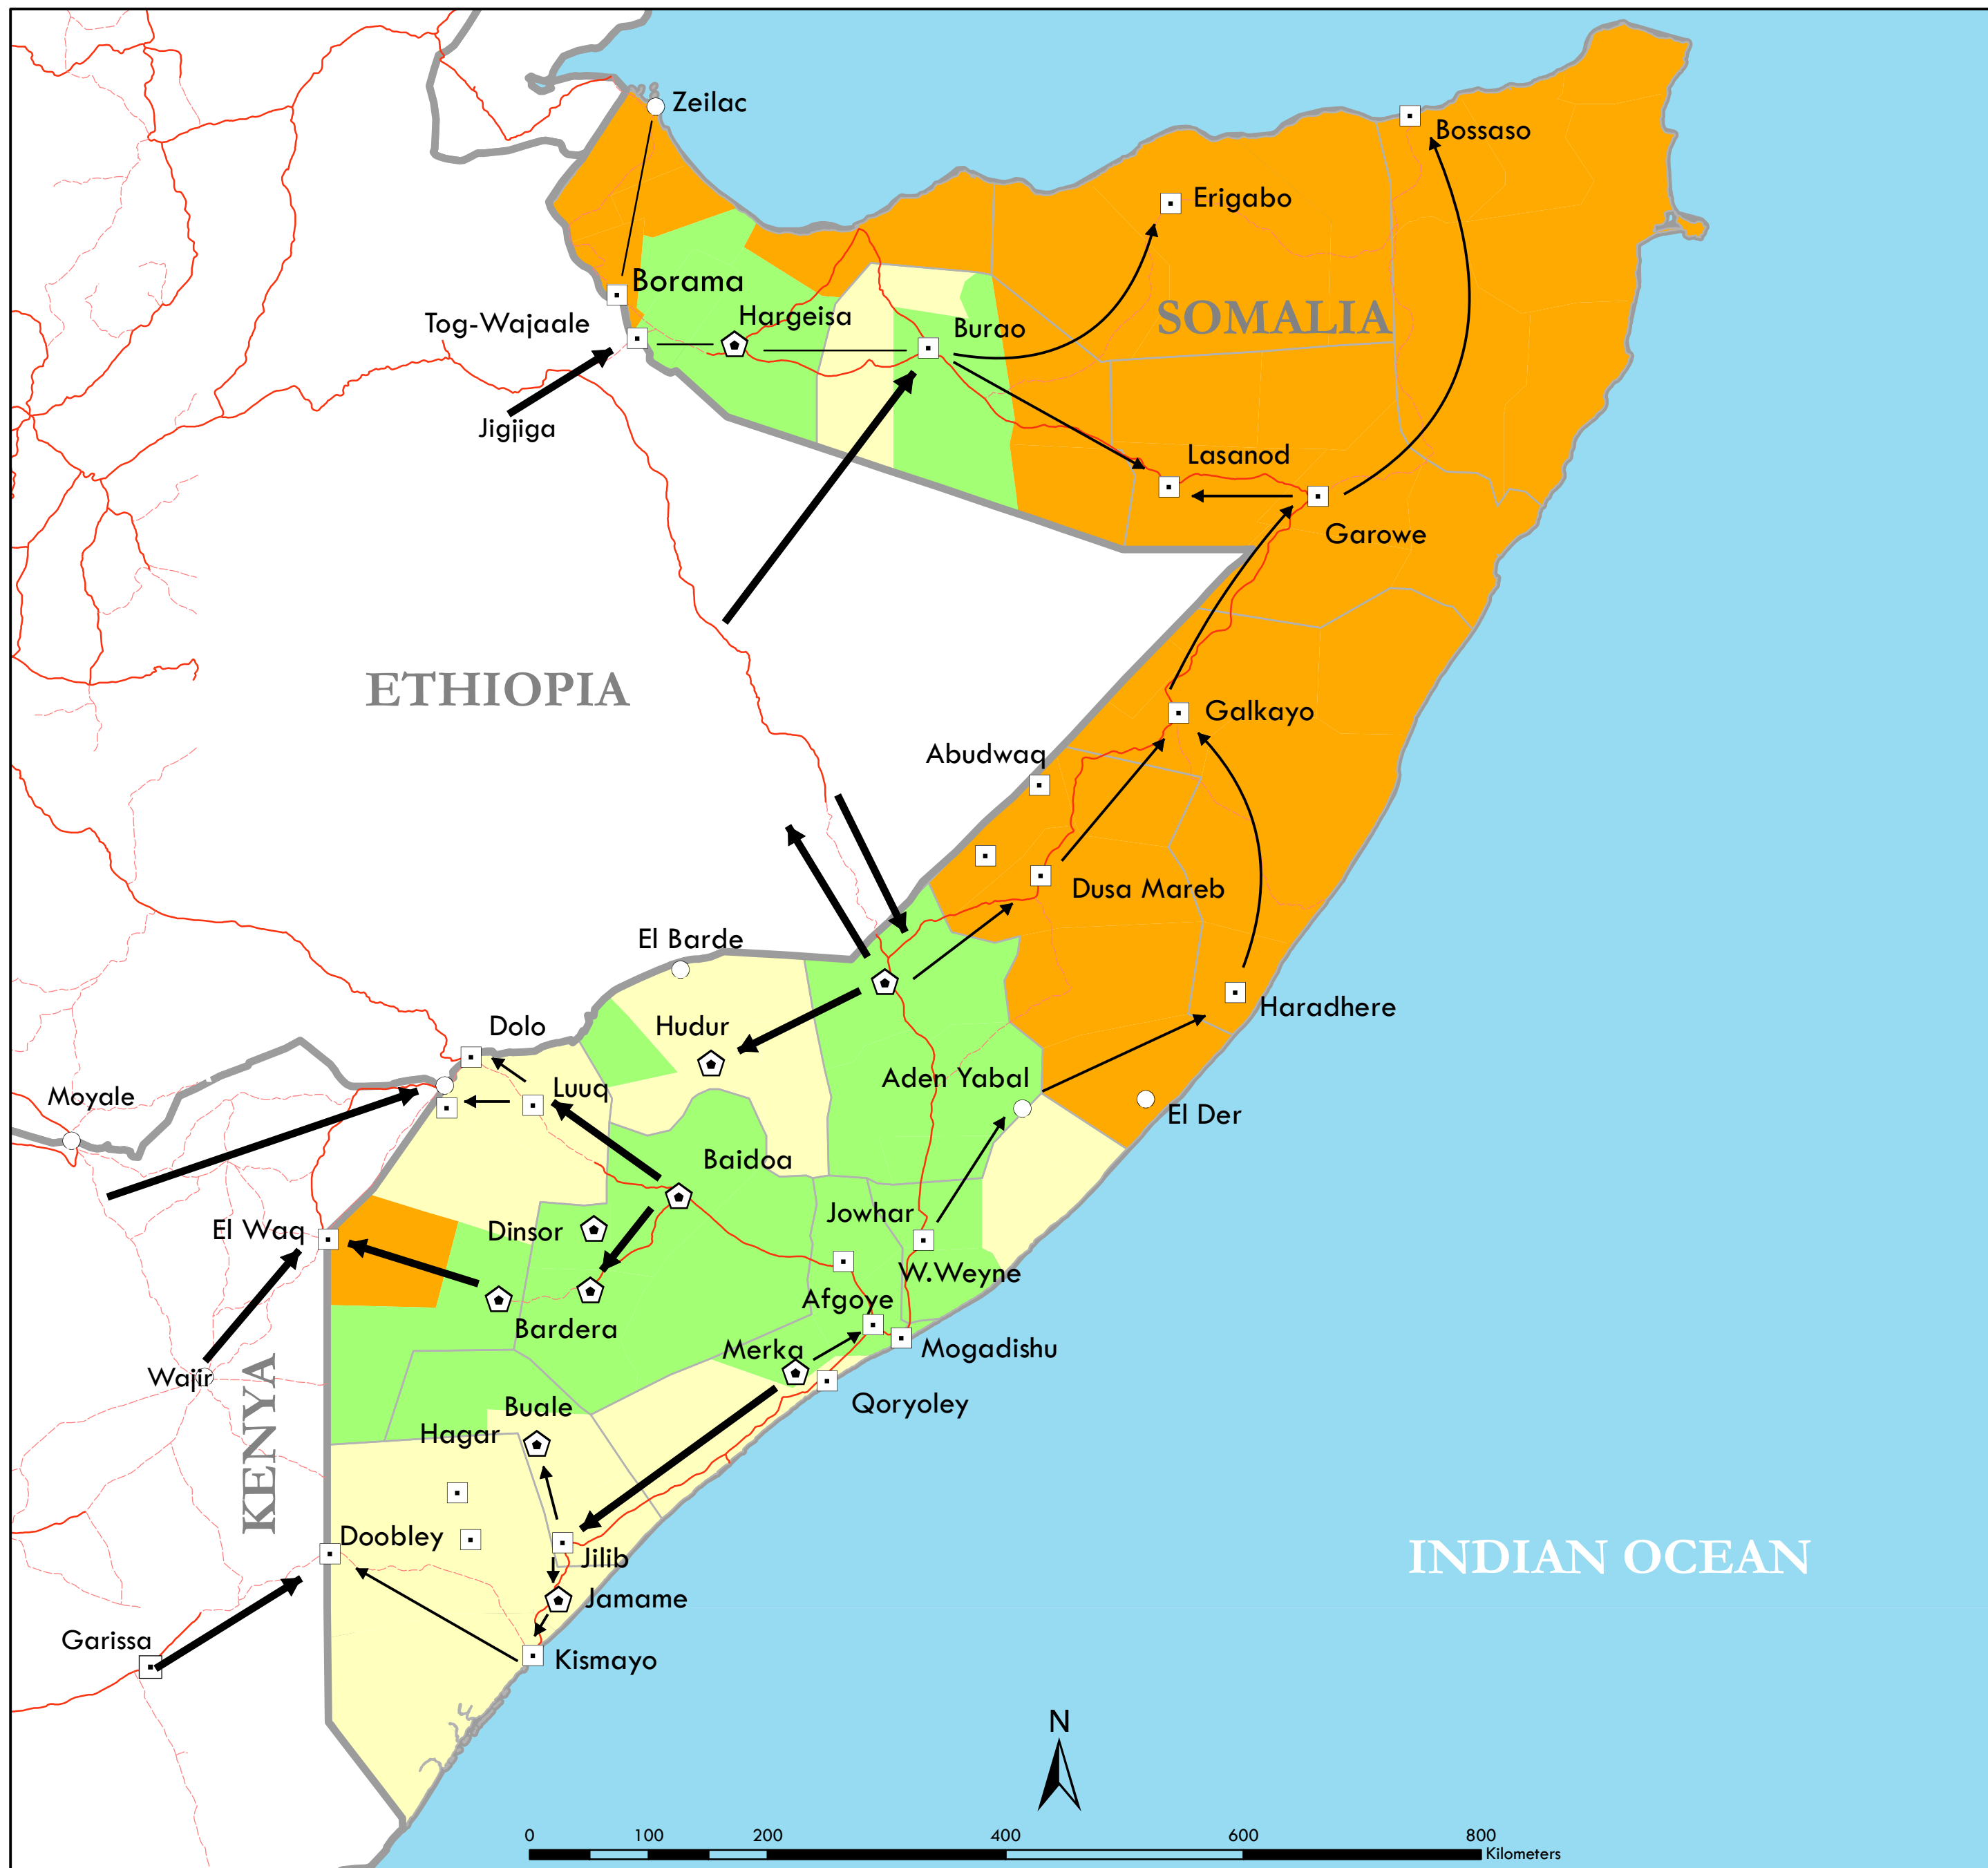 Zeilac
Bossaso
Erigabo
Borama
SOMALIA
Hargeisa
Tog-Wajaale
Burao
Jigjiga
Lasanod
Garowe
ETHIOPIA
Galkayo
Abudwaq
Dusa Mareb
El Barde
Haradhere
Dolo
Hudur
Aden Yabal
Luuq
Moyale
El Der
Baidoa
Jowhar
El Waq
Dinsor
W.Weyne
Afgoye
Bardera
Merka
Mogadishu
Wajir
KENYA
Qoryoley
Buale
Hagar
Doobley
Jilib
INDIAN OCEAN
Jamame
Garissa
Kismayo
N
0 100 200 400 600 800
Kilometers